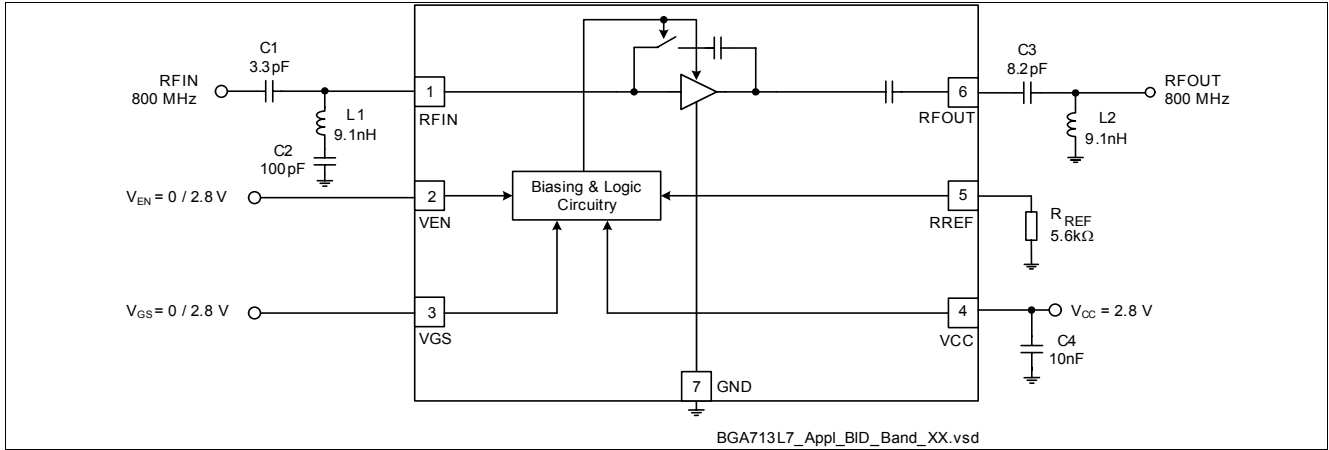 C1
3.3pF
RFIN
800 MHz
L1
9.1nH
C2
100pF
1
RFIN
6
RFOUT
C3
8.2pF
RFOUT
800 MHz
L2
9.1nH
VEN = 0 / 2.8 V
2
VEN
Biasing & Logic
Circuitry
5
RREF
RREF
5.6kΩ
VGS = 0 / 2.8 V
3
VGS
4
VCC
VCC = 2.8 V
C4
10nF
7
GND
BGA713L7_Appl_BID_Band_XX.vsd